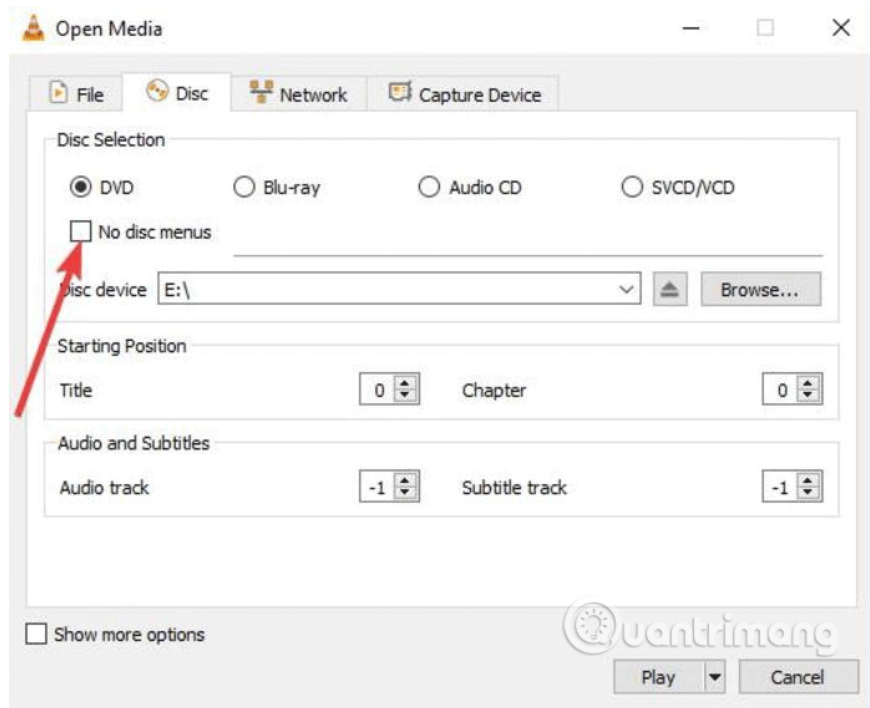 Open Media
File Disc Network Capture Device
Disc Selection
DVD Blu-ray Audio CD SVCD/VCD
No disc menus
Disc device E:\ Browse...
Starting Position
Title 0 Chapter 0
Audio and Subtitles
Audio track -1 Subtitle track -1
Show more options
Quantrimang
Play Cancel